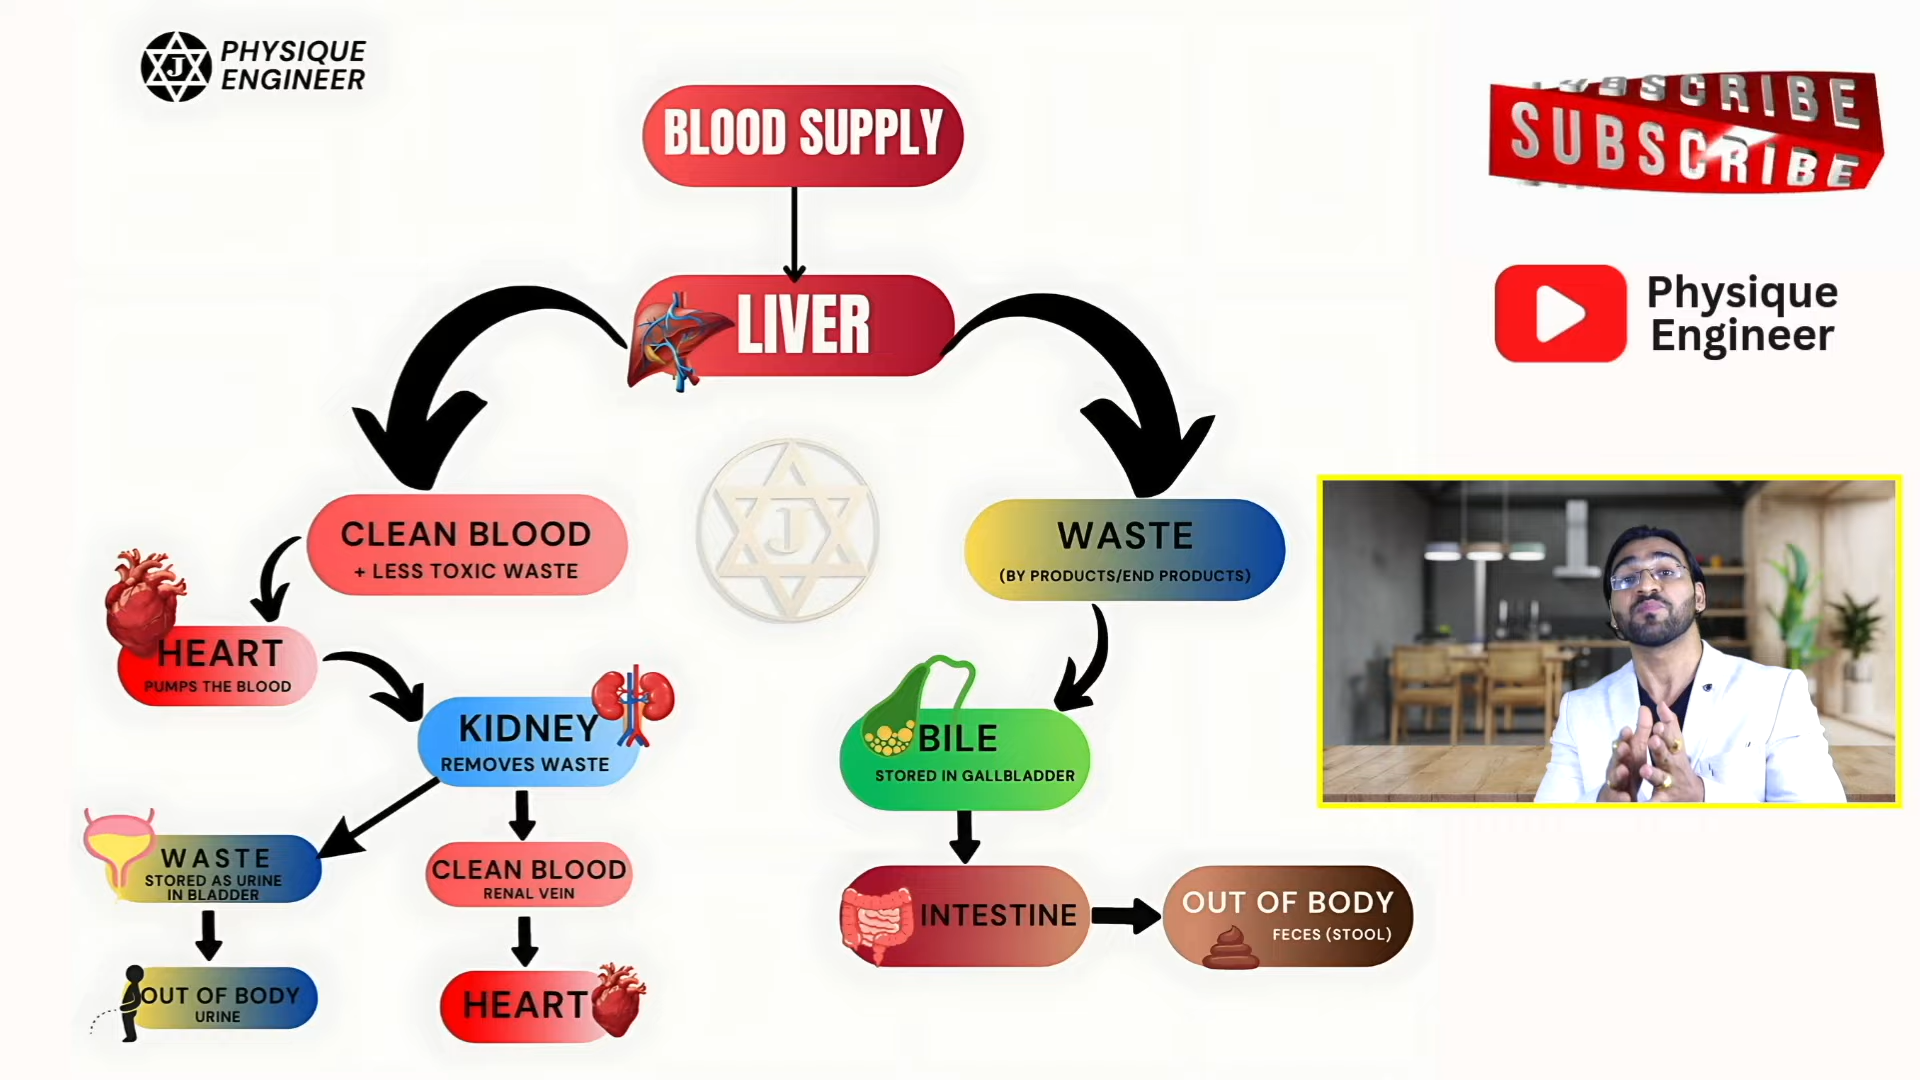 PHYSIQUE
ENGINEER
BLOOD SUPPLY
SUBSCRIBE
SUBSCRIBE
LIVER
Physique
Engineer
CLEAN BLOOD
+ LESS TOXIC WASTE
J
WASTE
(BY PRODUCTS/END PRODUCTS)
HEART
PUMPS THE BLOOD
KIDNEY
REMOVES WASTE
BILE
STORED IN GALLBLADDER
WASTE
STORED AS URINE
IN BLADDER
CLEAN BLOOD
RENAL VEIN
INTESTINE
OUT OF BODY
FECES (STOOL)
OUT OF BODY
URINE
HEART